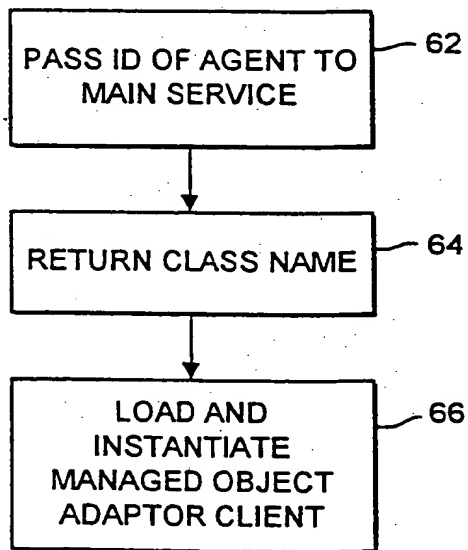 PASS ID OF AGENT TO
MAIN SERVICE
62
RETURN CLASS NAME
64
LOAD AND
INSTANTIATE
MANAGED OBJECT
ADAPTOR CLIENT
66